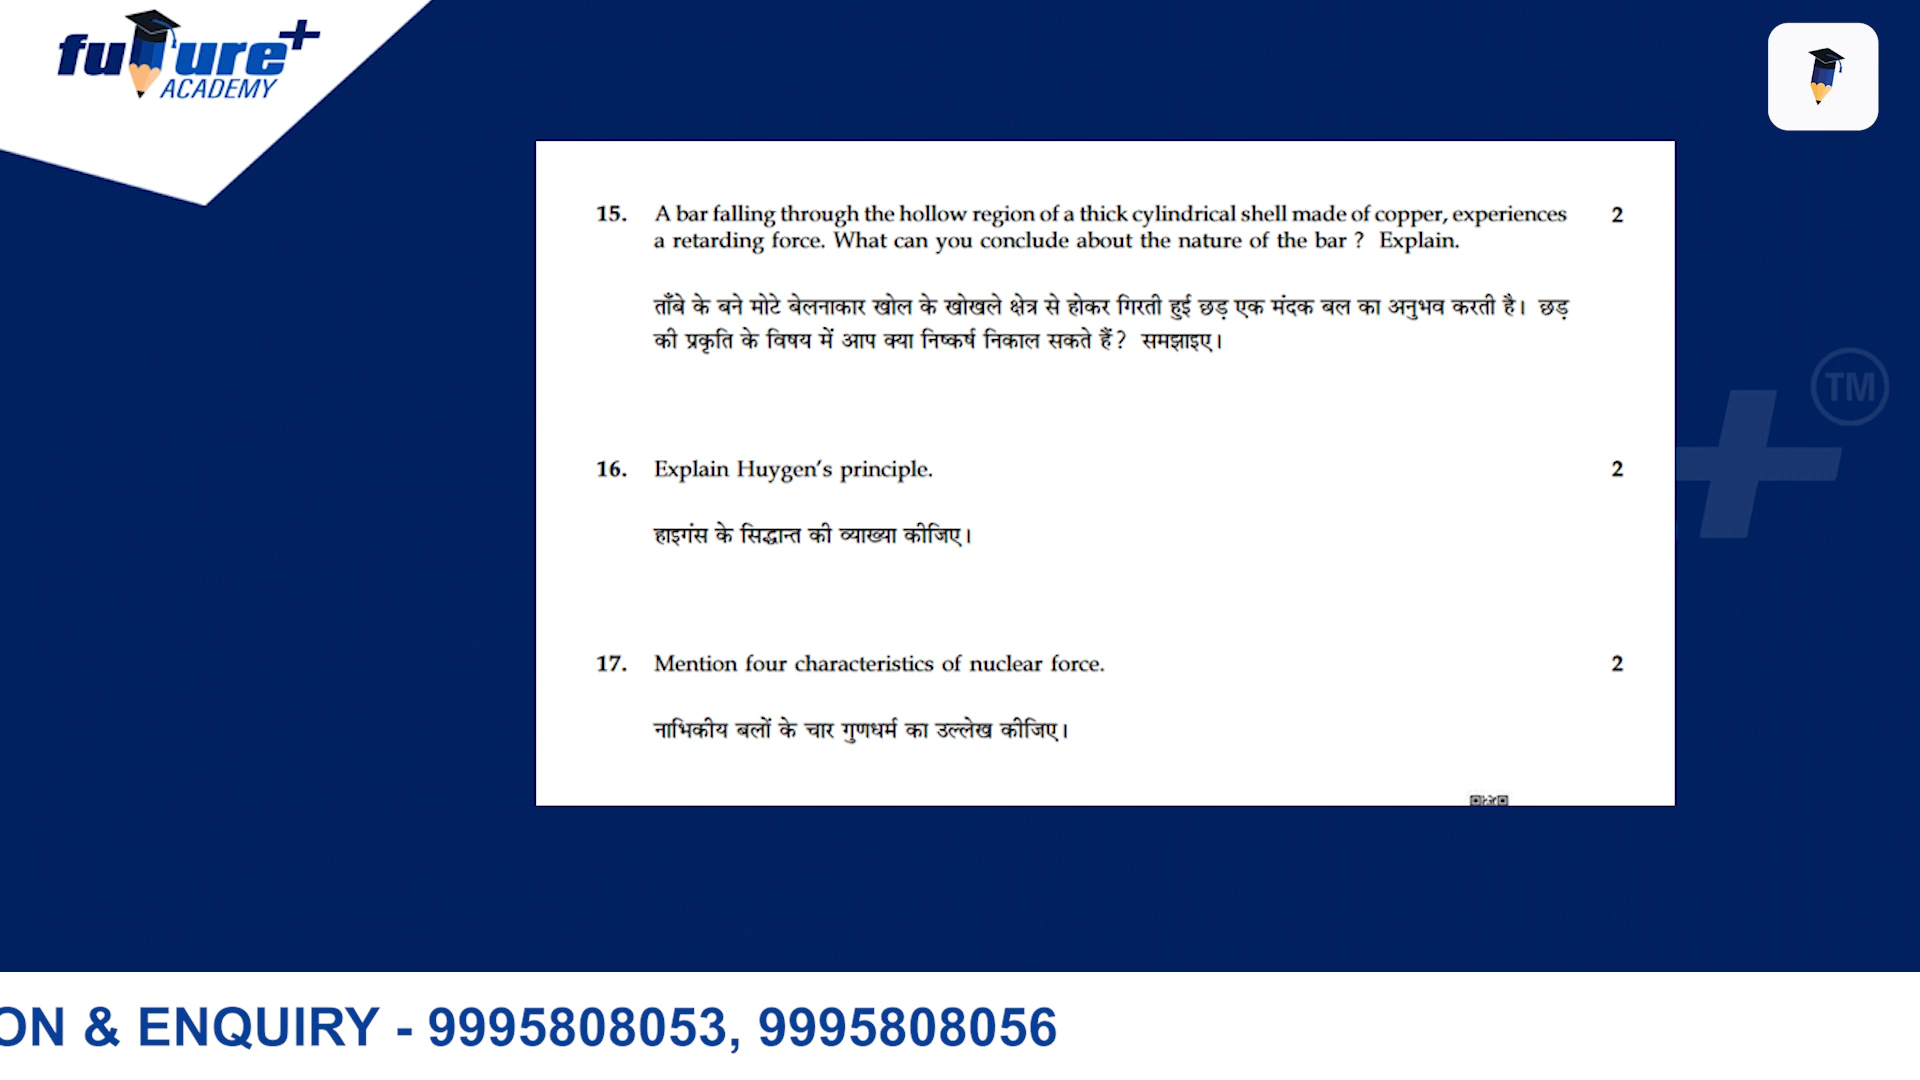 future+
ACADEMY
15. A bar falling through the hollow region of a thick cylindrical shell made of copper, experiences 2
a retarding force. What can you conclude about the nature of the bar ? Explain.
ताँबे के बने मोटे बेलनाकार खोल के खोखले क्षेत्र से होकर गिरती हुई छड़ एक मंदक बल का अनुभव करती है। छड़
की प्रकृति के विषय में आप क्या निष्कर्ष निकाल सकते हैं? समझाइए।
16. Explain Huygen’s principle. 2
हाइगंस के सिद्धान्त की व्याख्या कीजिए।
17. Mention four characteristics of nuclear force. 2
नाभिकीय बलों के चार गुणधर्म का उल्लेख कीजिए।
TM
ON & ENQUIRY - 9995808053, 9995808056